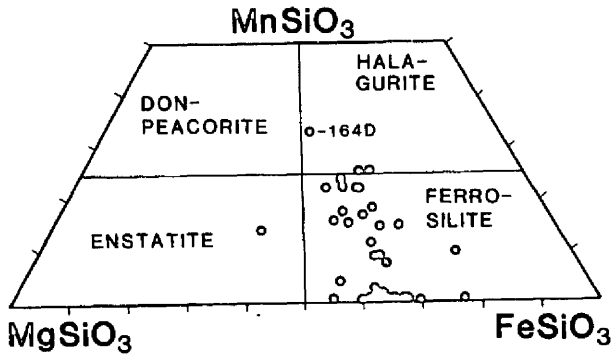 MnSiO₃
HALA-
GURITE
DON-
PEACORITE
-164D
FERRO-
SILITE
ENSTATITE
MgSiO₃
FeSiO₃